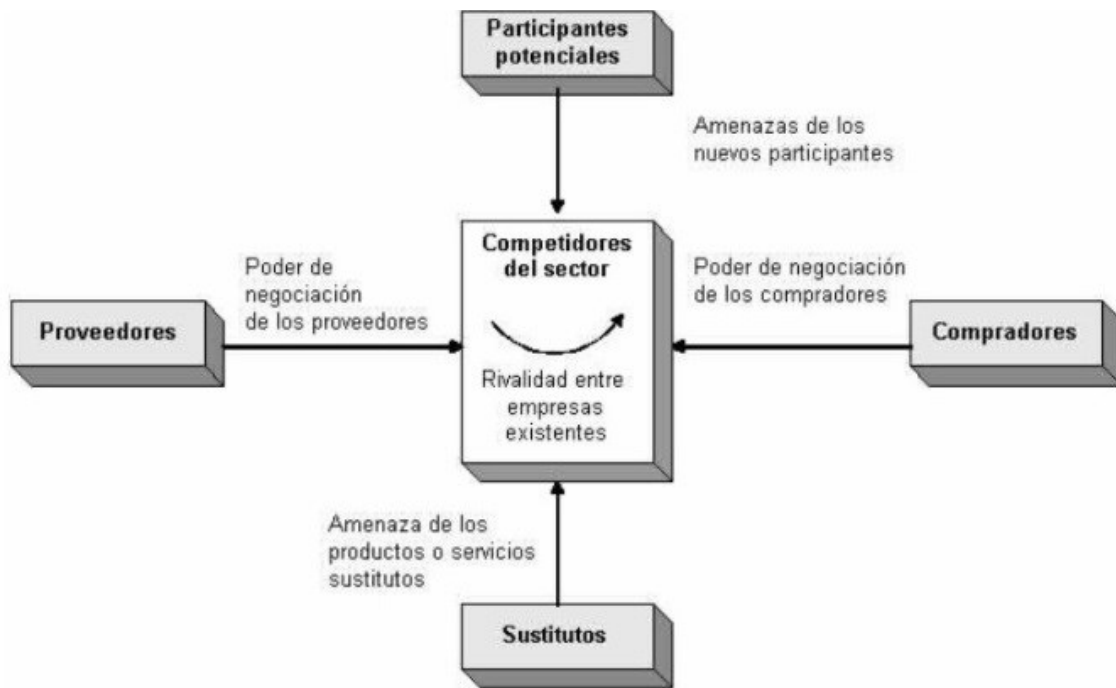 Participantes
potenciales
Amenazas de los
nuevos participantes
Competidores
del sector
Poder de
negociación
de los proveedores
Poder de negociación
de los compradores
Proveedores
Compradores
Rivalidad entre
empresas
existentes
Amenaza de los
productos o servicios
sustitutos
Sustitutos